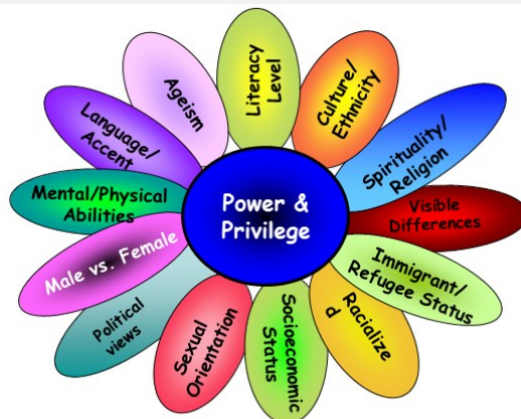 Power &
Privilege
Literacy
Level
Culture/
Ethnicity
Spirituality/
Religion
Visible
Differences
Immigrant/
Refugee Status
Racialize
d
Socioeconomic
Status
Sexual
Orientation
Political
views
Male vs. Female
Mental/Physical
Abilities
Language/
Accent
Ageism